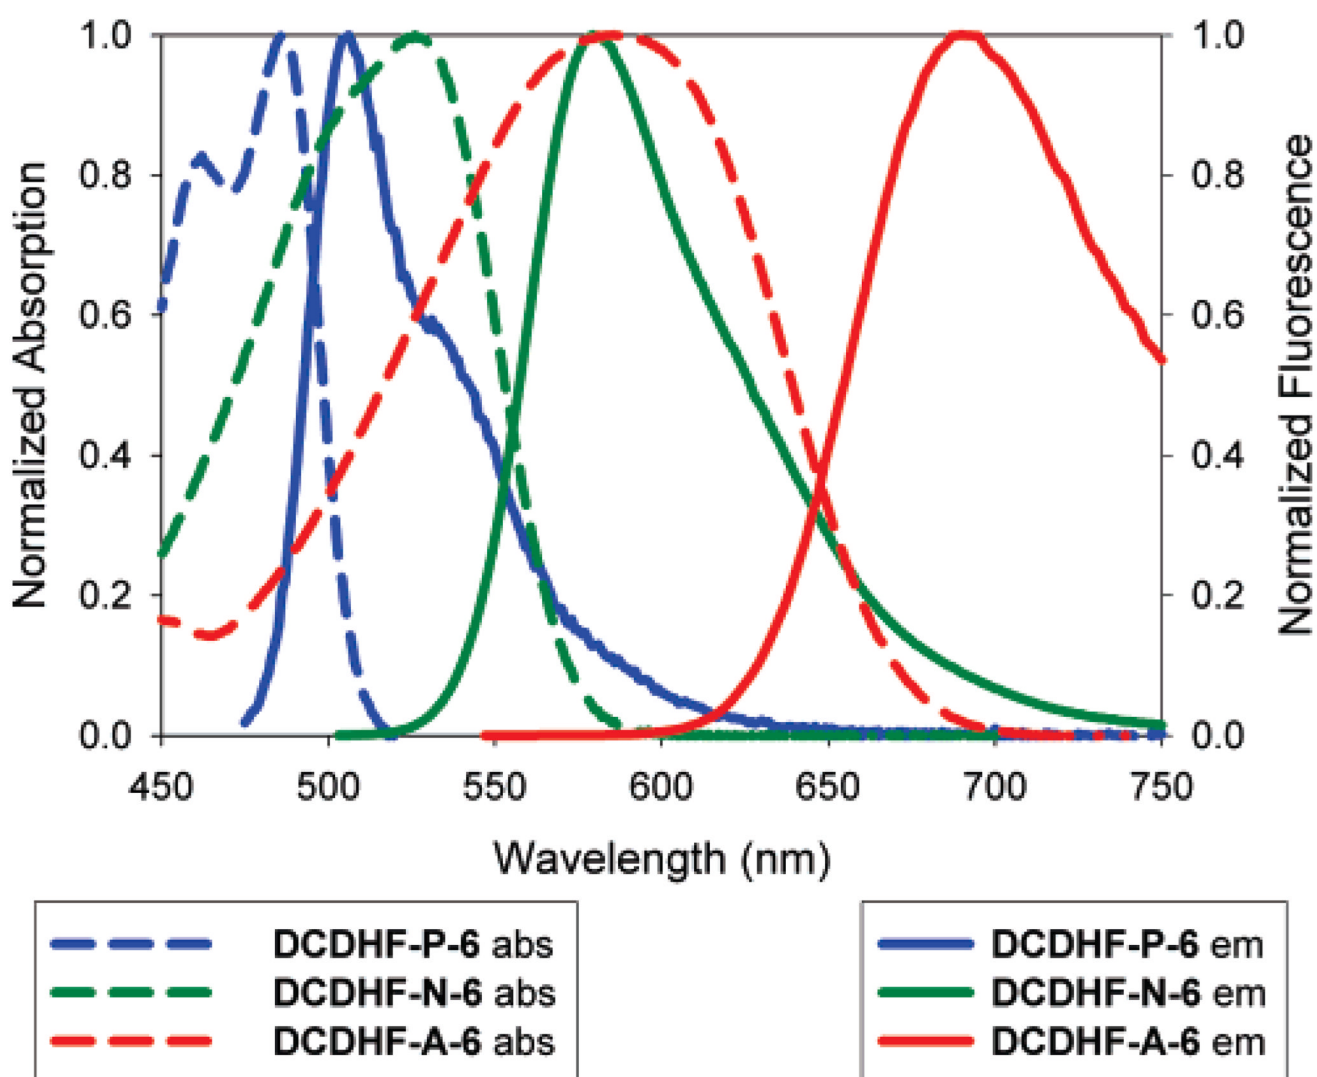 1.0
0.8
0.6
0.4
0.2
0.0
Normalized Absorption
1.0
0.8
0.6
0.4
0.2
0.0
Normalized Fluorescence
450 500 550 600 650 700 750
Wavelength (nm)
DCDHF-P-6 abs
DCDHF-N-6 abs
DCDHF-A-6 abs
DCDHF-P-6 em
DCDHF-N-6 em
DCDHF-A-6 em